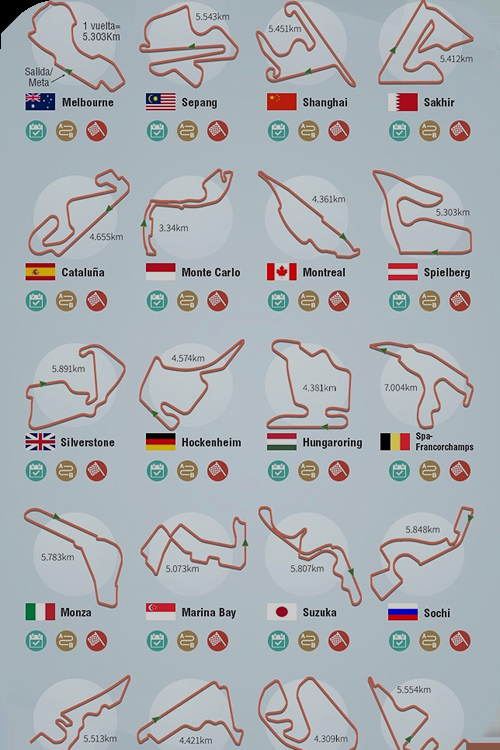 1 vuelta=
5.303Km
Salida/
Meta
5.543km
5.451km
5.412km
Melbourne
Sepang
Shanghai
Sakhir
A B
A B
A B
A B
4.655km
3.34km
4.361km
5.303km
Cataluña
Monte Carlo
Montreal
Spielberg
A B
A B
A B
A B
5.891km
4.574km
4.381km
7.004km
Silverstone
Hockenheim
Hungaroring
Spa-
Francorchamps
A B
A B
A B
A B
5.783km
5.073km
5.807km
5.848km
Monza
Marina Bay
Suzuka
Sochi
A B
A B
A B
A B
5.513km
4.421km
4.309km
5.554km